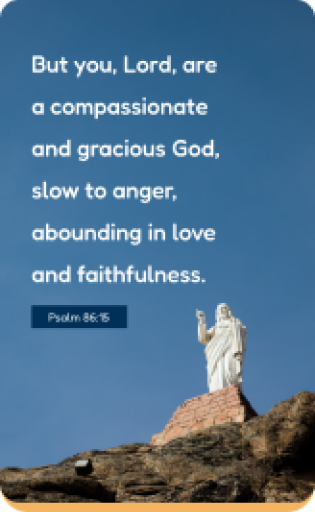 But you, Lord, are
a compassionate
and gracious God,
slow to anger,
abounding in love
and faithfulness.
Psalm 86:15